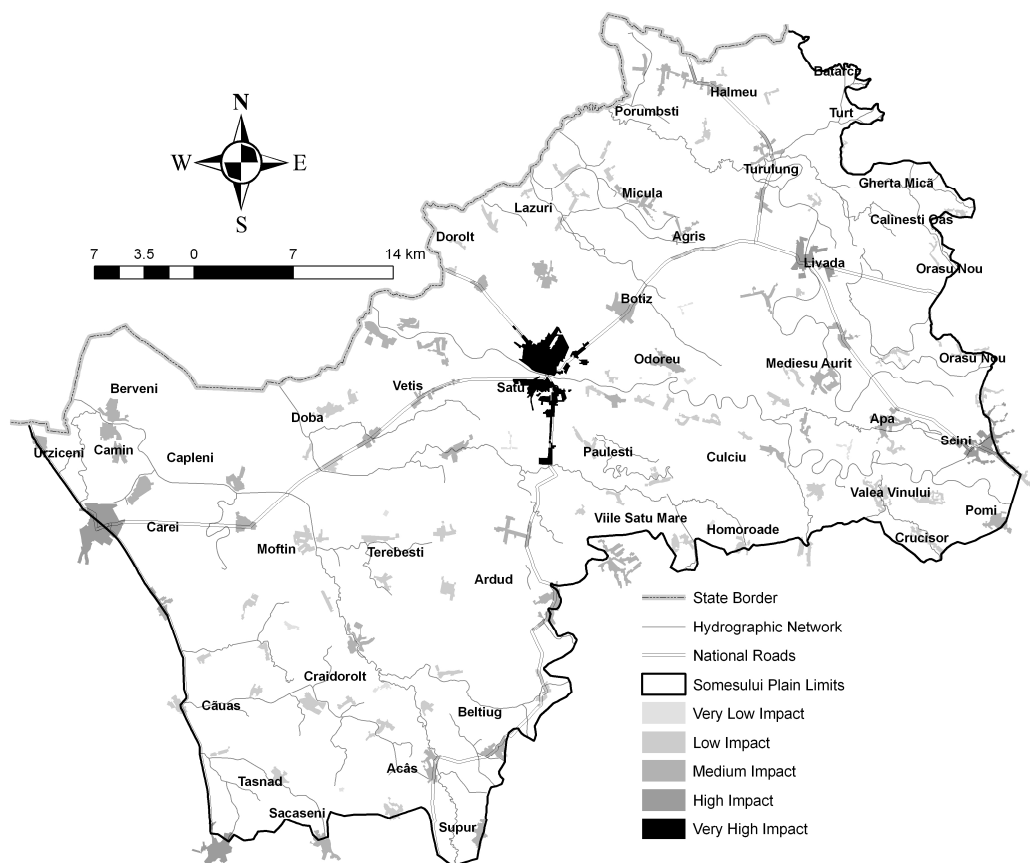 N
W
E
S
7 3.5 0 7 14 km
Batarci
Halmeu
Porumbsti
Turt
Turulung
Gherta Mică
Micula
Lazuri
Calinesti Oas
Agris
Dorolt
Livada
Orasu Nou
Botiz
Odoreu
Mediesu Aurit
Orasu Nou
Berveni
Vetis
Satu
Doba
Apa
Seini
Urziceni
Camin
Capleni
Paulesti
Culciu
Valea Vinului
Carei
Viile Satu Mare
Homoroade
Pomi
Crucisor
Moftin
Terebesti
Ardud
Craidorolt
Căuas
Beltiug
Acâs
Tasnad
Sacaseni
Supur
State Border
Hydrographic Network
National Roads
Somesului Plain Limits
Very Low Impact
Low Impact
Medium Impact
High Impact
Very High Impact